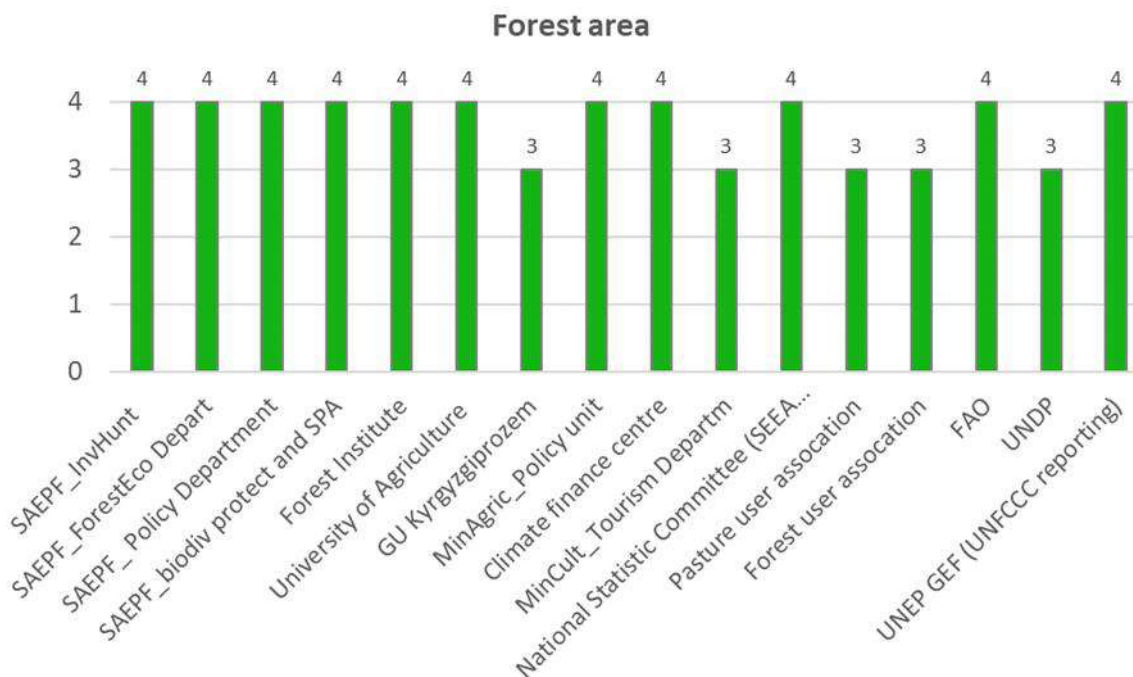 Forest area
4 4 4 4 4 4 3 4 4 3 4 3 3 4 3 4
4
3
2
1
0
SAEPF_InvHunt
SAEPF_ForestEco Depart
SAEPF_ Policy Department
SAEPF_biodiv protect and SPA
Forest Institute
University of Agriculture
GU Kyrgyzgiprozem
MinAgric_Policy unit
Climate finance centre
MinCult_Tourism Departm
National Statistic Committee (SEEA...
Pasture user assocation
Forest user assocation
FAO
UNDP
UNEP GEF (UNFCCC reporting)